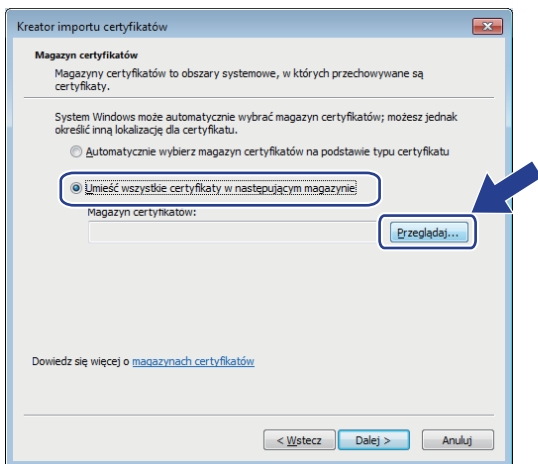 Kreator importu certyfikatów
Magazyn certyfikatów
Magazyny certyfikatów to obszary systemowe, w których przechowywane są
certyfikaty.
System Windows może automatycznie wybrać magazyn certyfikatów; możesz jednak
określić inną lokalizację dla certyfikatu.
Automatycznie wybierz magazyn certyfikatów na podstawie typu certyfikatu
Umieść wszystkie certyfikaty w następującym magazynie
Magazyn certyfikatów:
Przeglądaj...
Dowiedz się więcej o magazynach certyfikatów
< Wstecz
Dalej >
Anuluj